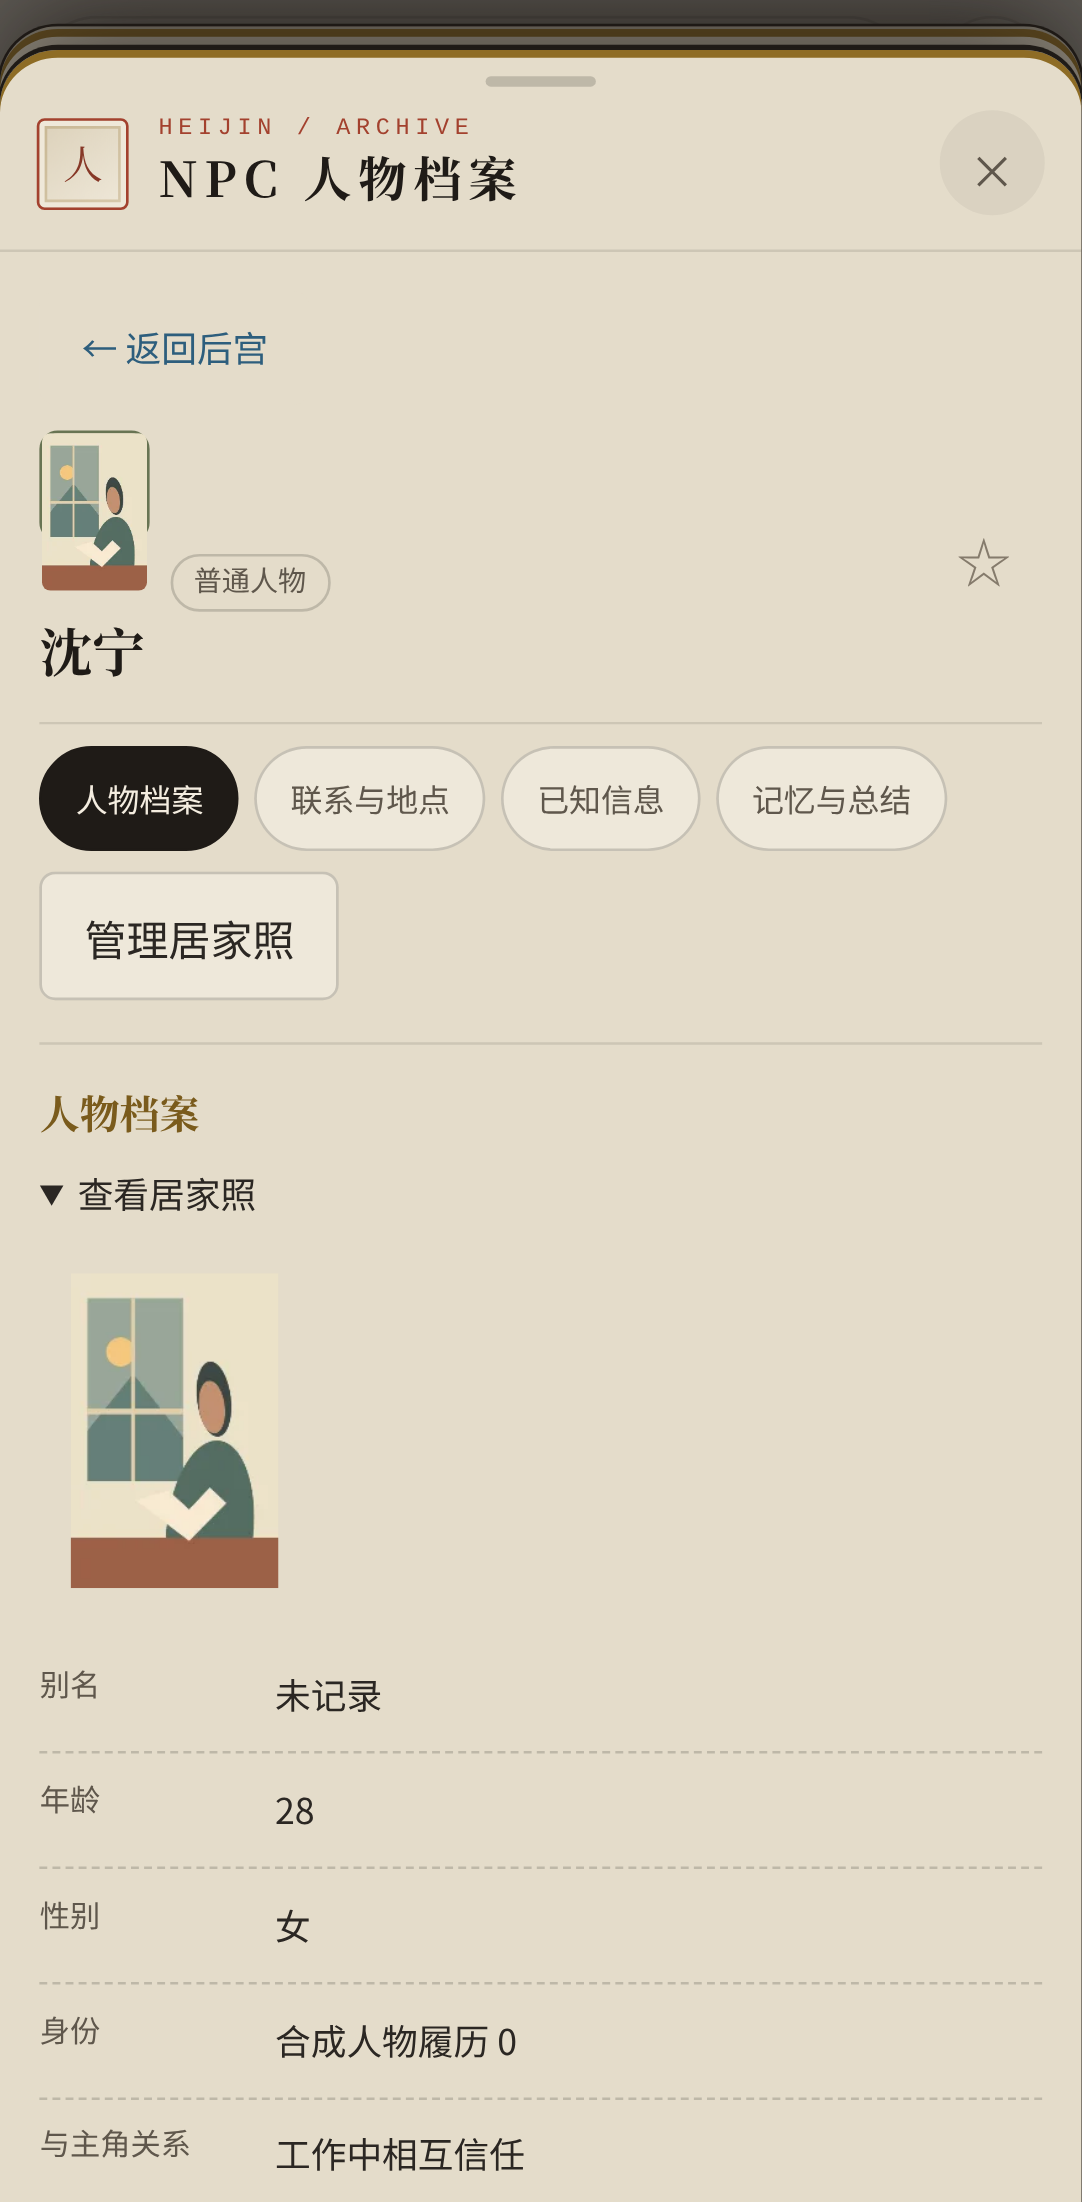 人
HEIJIN / ARCHIVE
NPC 人物档案
×
← 返回后宫
普通人物
☆
沈宁
人物档案 联系与地点 已知信息 记忆与总结
管理居家照
人物档案
▼ 查看居家照
别名 未记录
年龄 28
性别 女
身份 合成人物履历 0
与主角关系 工作中相互信任